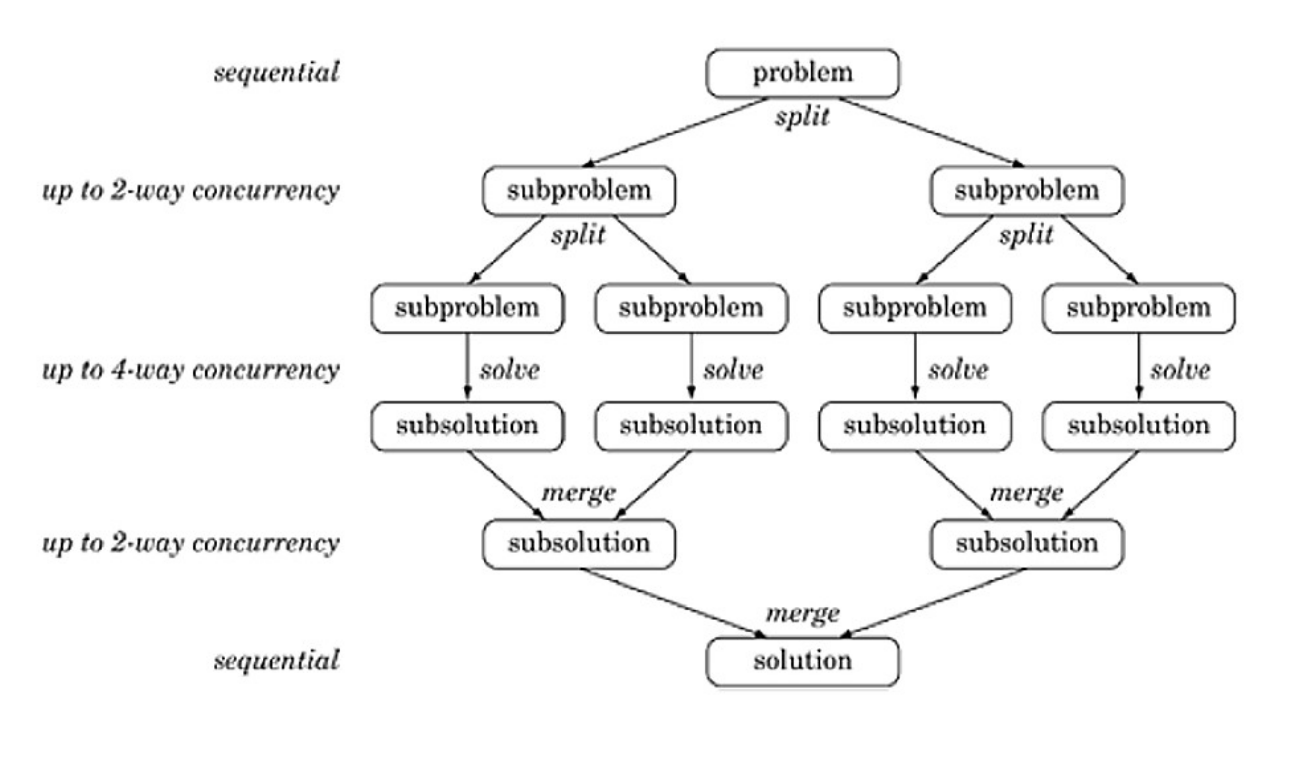 sequential problem
split
up to 2-way concurrency subproblem subproblem
split split
subproblem subproblem subproblem subproblem
up to 4-way concurrency solve solve solve solve
subsolution subsolution subsolution subsolution
merge merge
up to 2-way concurrency subsolution subsolution
merge
sequential solution